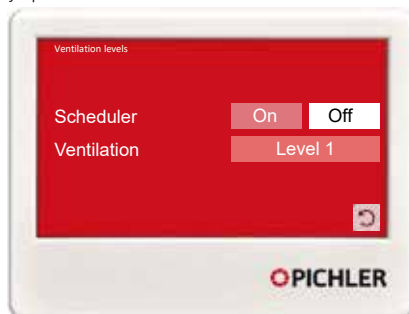 Ventilation levels
Scheduler On Off
Ventilation Level 1
PICHLER